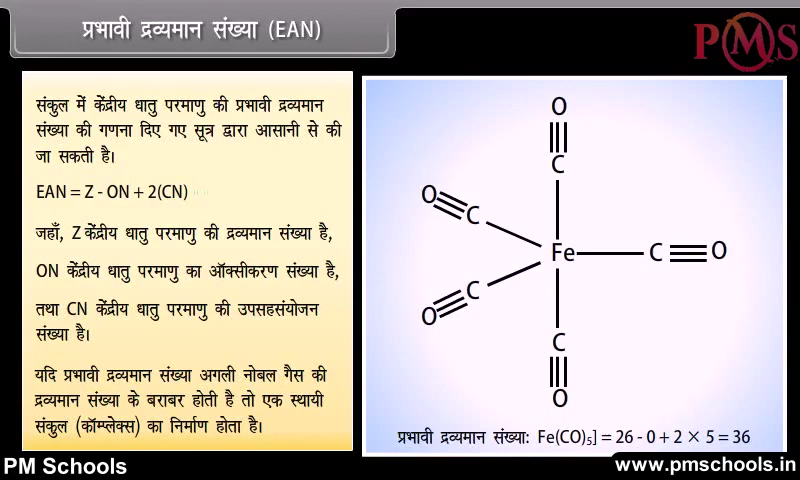 प्रभावी द्रव्यमान संख्या (EAN)
PMS
संकुल में केंद्रीय धातु परमाणु की प्रभावी द्रव्यमान
संख्या की गणना दिए गए सूत्र द्वारा आसानी से की
जा सकती है।
EAN = Z - ON + 2(CN)
जहाँ, Z केंद्रीय धातु परमाणु की द्रव्यमान संख्या है,
ON केंद्रीय धातु परमाणु का ऑक्सीकरण संख्या है,
तथा CN केंद्रीय धातु परमाणु की उपसहसंयोजन
संख्या है।
यदि प्रभावी द्रव्यमान संख्या अगली नोबल गैस की
द्रव्यमान संख्या के बराबर होती है तो एक स्थायी
संकुल (कॉम्प्लेक्स) का निर्माण होता है।
O
C
O C
Fe C O
O C
C
O
प्रभावी द्रव्यमान संख्या: Fe(CO)₅] = 26 - 0 + 2 × 5 = 36
PM Schools
www.pmschools.in